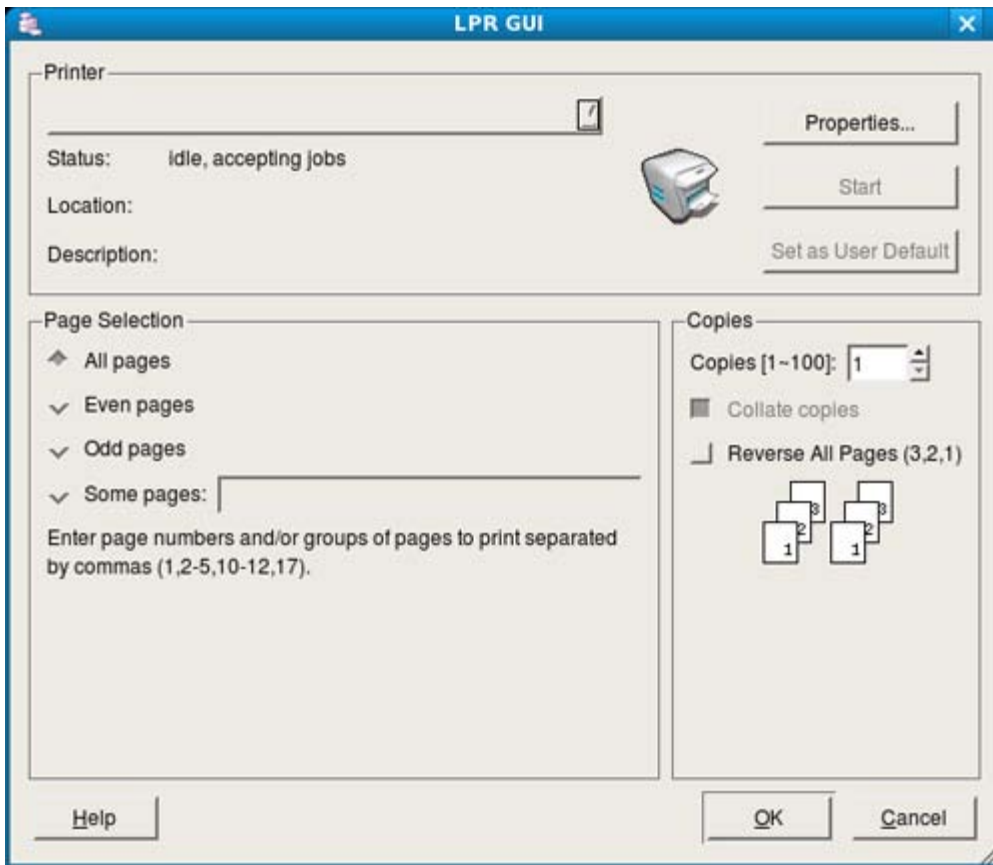 LPR GUI
Printer
Properties...
Status: idle, accepting jobs
Start
Location:
Description:
Set as User Default
Page Selection
All pages
Even pages
Odd pages
Some pages:
Enter page numbers and/or groups of pages to print separated
by commas (1,2-5,10-12,17).
Copies
Copies [1~100]: 1
Collate copies
Reverse All Pages (3,2,1)
3 3
2 2
1 1
Help
OK
Cancel